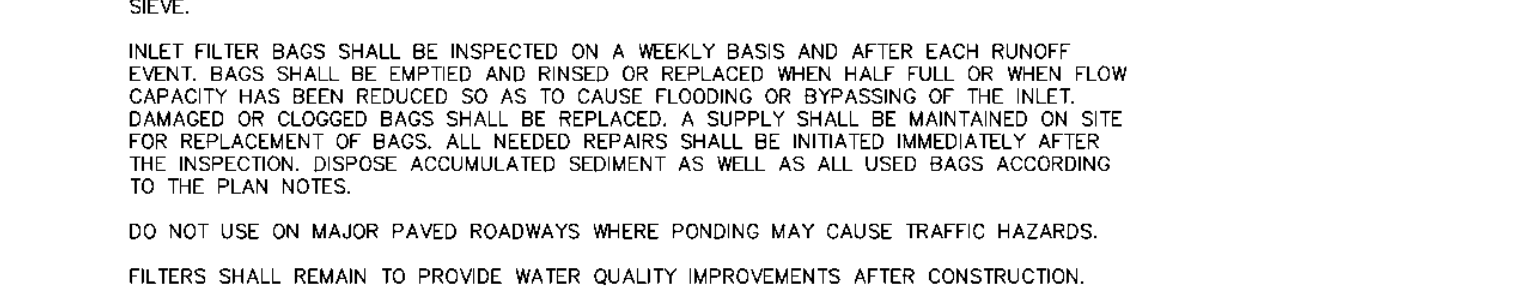 SIEVE.
INLET FILTER BAGS SHALL BE INSPECTED ON A WEEKLY BASIS AND AFTER EACH RUNOFF
EVENT. BAGS SHALL BE EMPTIED AND RINSED OR REPLACED WHEN HALF FULL OR WHEN FLOW
CAPACITY HAS BEEN REDUCED SO AS TO CAUSE FLOODING OR BYPASSING OF THE INLET.
DAMAGED OR CLOGGED BAGS SHALL BE REPLACED. A SUPPLY SHALL BE MAINTAINED ON SITE
FOR REPLACEMENT OF BAGS. ALL NEEDED REPAIRS SHALL BE INITIATED IMMEDIATELY AFTER
THE INSPECTION. DISPOSE ACCUMULATED SEDIMENT AS WELL AS ALL USED BAGS ACCORDING
TO THE PLAN NOTES.
DO NOT USE ON MAJOR PAVED ROADWAYS WHERE PONDING MAY CAUSE TRAFFIC HAZARDS.
FILTERS SHALL REMAIN TO PROVIDE WATER QUALITY IMPROVEMENTS AFTER CONSTRUCTION.